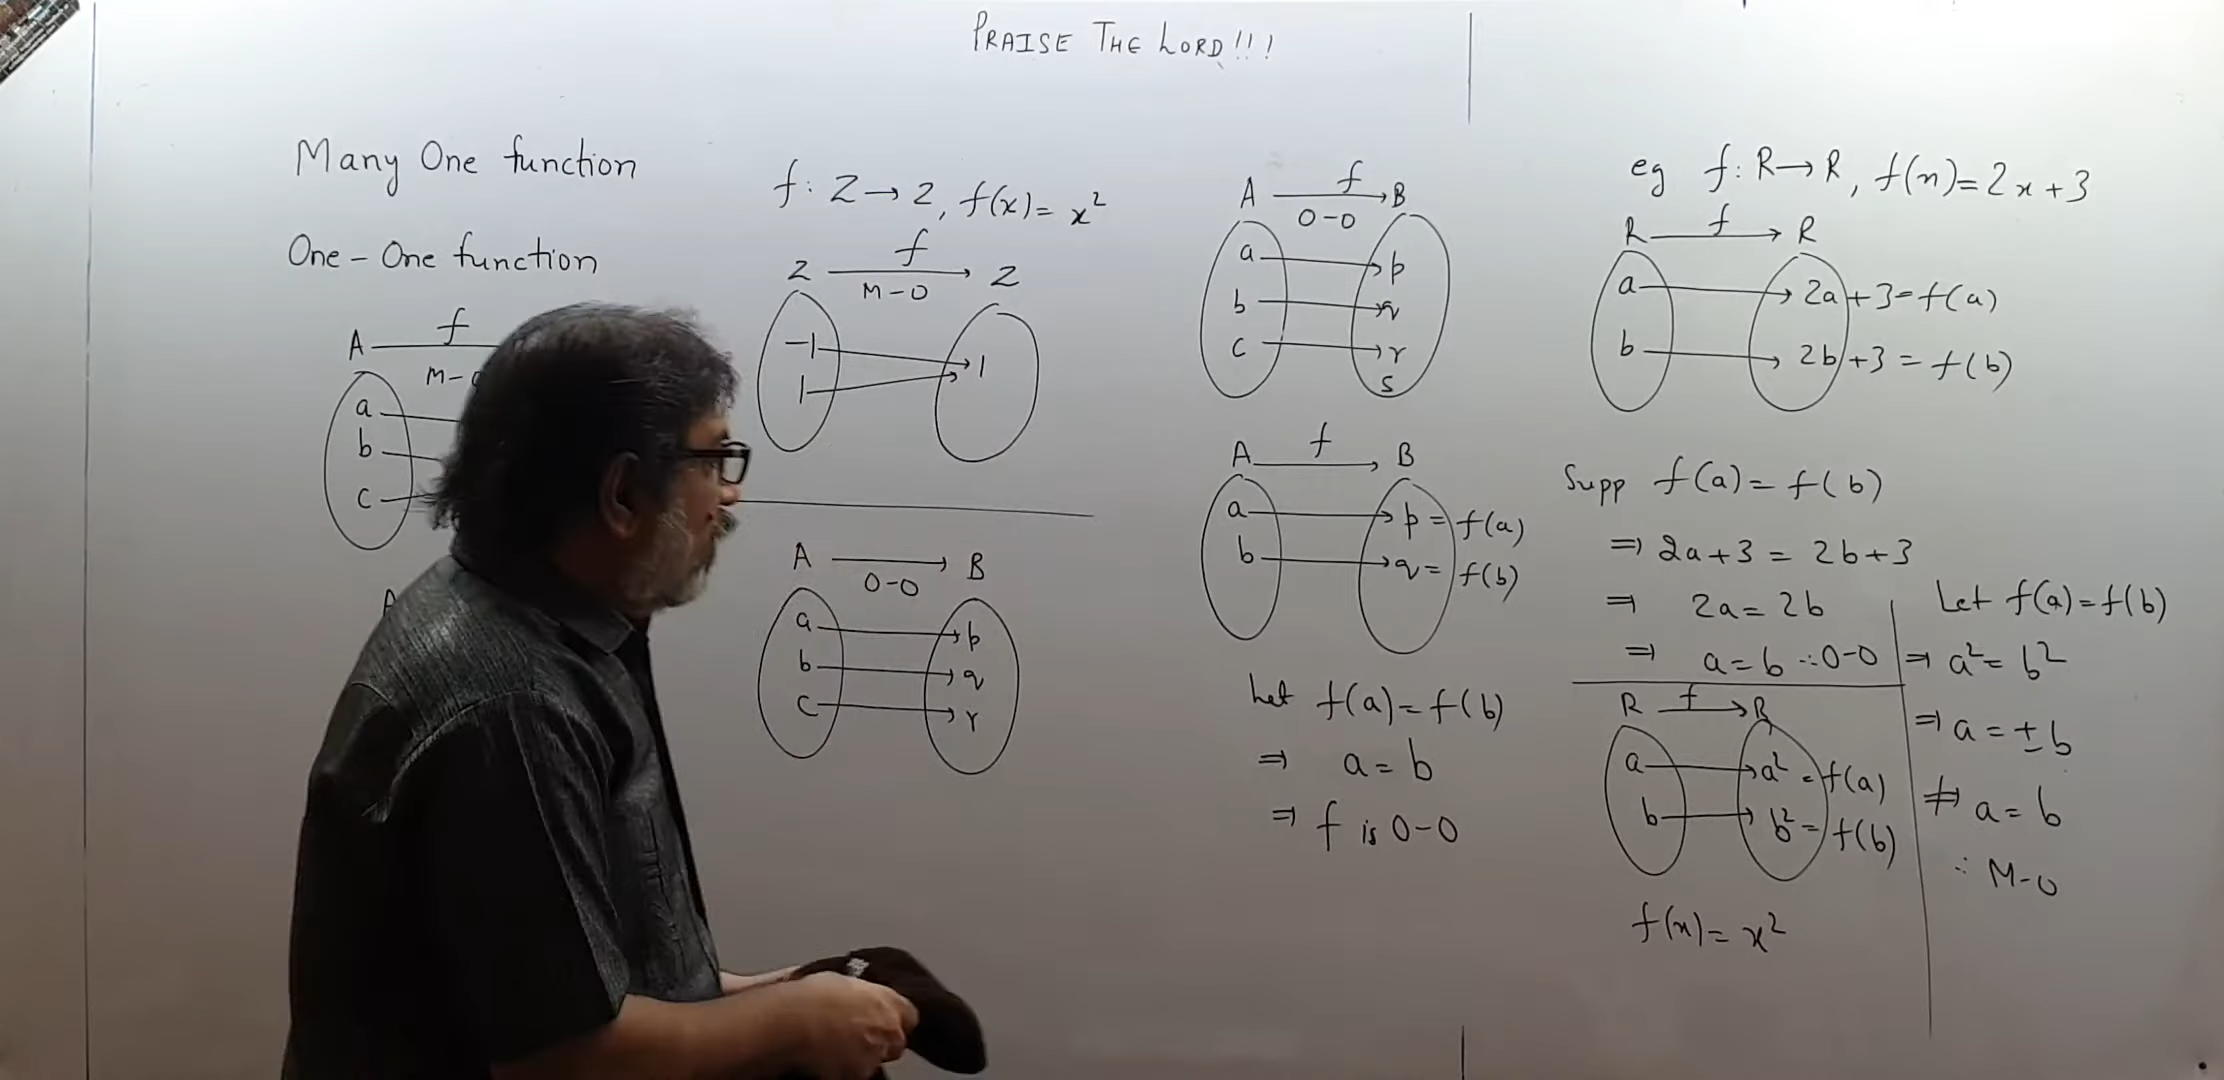 PRAISE THE LORD!!!
Many One function
One - One function
A f
M-
a
b
c
A
f: Z → Z, f(x) = x²
Z f Z
M-O
-1
1
1
A B
O-O
a p
b q
c r
A f B
O-O
a p
b q
c r
s
A f B
a p = f(a)
b q = f(b)
Let f(a) = f(b)
⇒ a = b
⇒ f is O-O
eg f: R → R, f(x) = 2x + 3
R f R
a 2a + 3 = f(a)
b 2b + 3 = f(b)
Supp f(a) = f(b)
⇒ 2a + 3 = 2b + 3
⇒ 2a = 2b
⇒ a = b ∴ O-O
R f R
a a² = f(a)
b b² = f(b)
f(x) = x²
Let f(a) = f(b)
⇒ a² = b²
⇒ a = ± b
⇏ a = b
∴ M-O